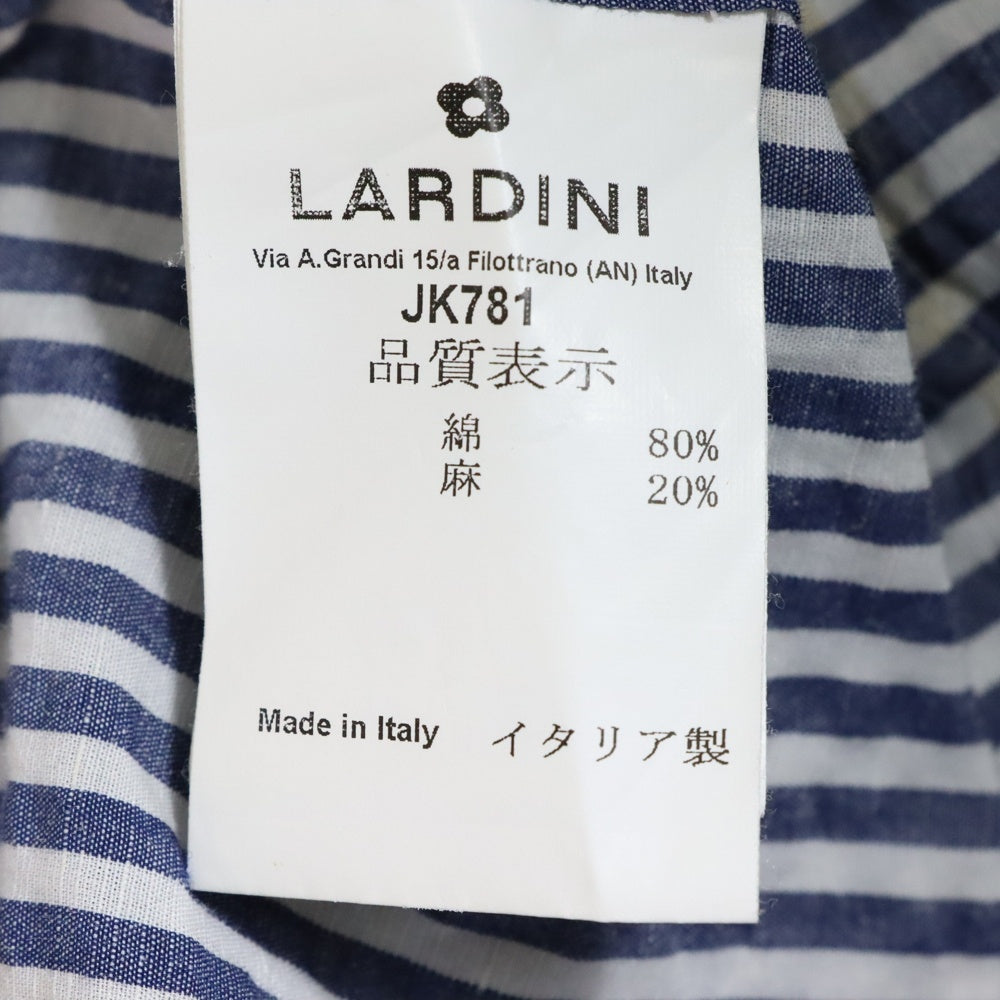 LARDINI
Via A.Grandi 15/a Filottrano (AN) Italy
JK781
品質表示
綿 80%
麻 20%
Made in Italy イタリア製